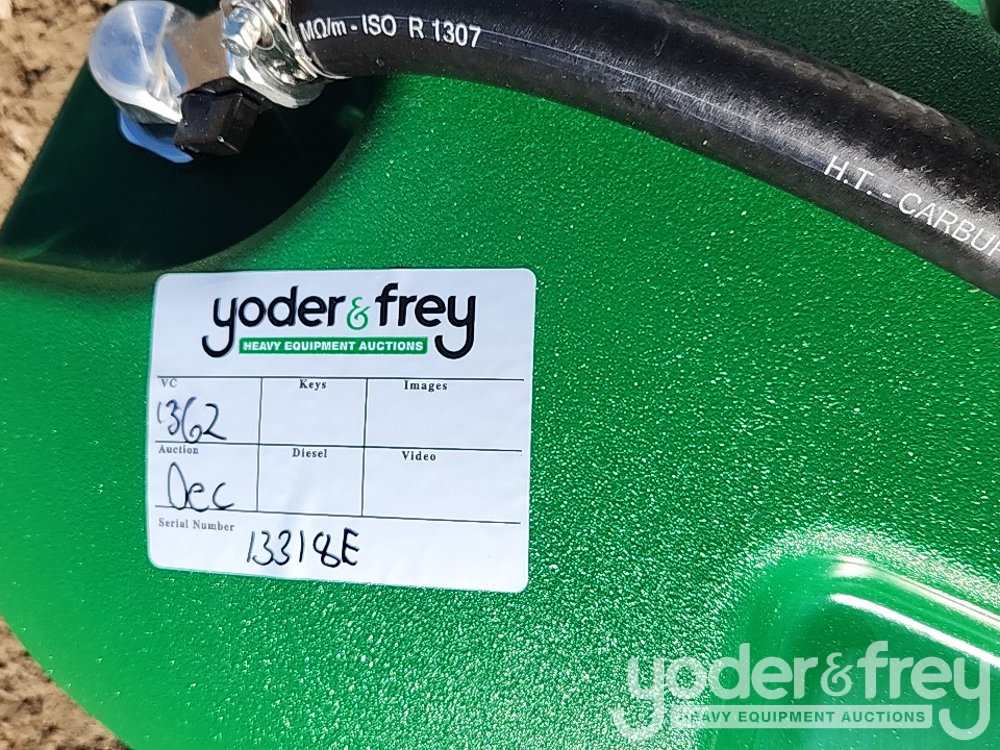 MΩ/m - ISO R 1307
H.T. - CARBUR
yoder&frey
HEAVY EQUIPMENT AUCTIONS
VC Keys Images
1362
Auction Diesel Video
Dec
Serial Number
13318E
yoder&frey
HEAVY EQUIPMENT AUCTIONS